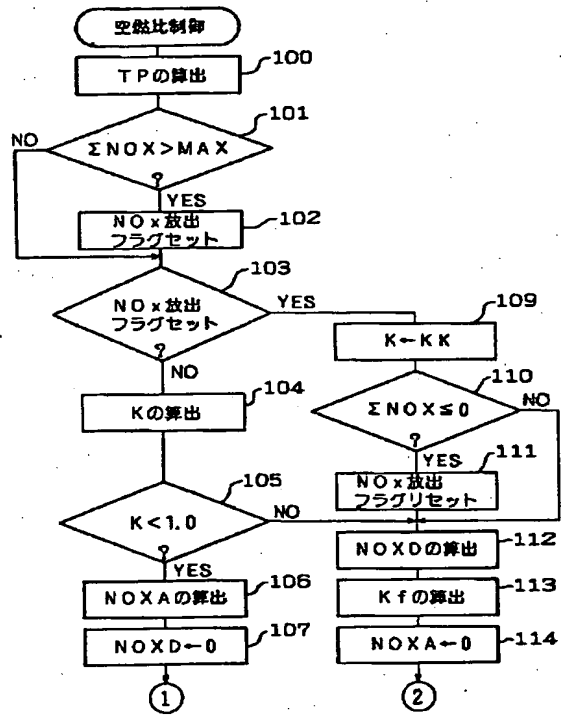 空燃比制御
100
TPの算出
101
ΣNOX>MAX
?
NO
YES
102
NOx放出
フラグセット
103
NOx放出
フラグセット
?
YES
NO
109
K←KK
104
Kの算出
110
ΣNOX≦0
?
NO
YES
111
NOx放出
フラグリセット
105
K<1.0
?
NO
YES
112
NOXDの算出
106
NOXAの算出
113
Kfの算出
107
NOXD←0
114
NOXA←0
①
②